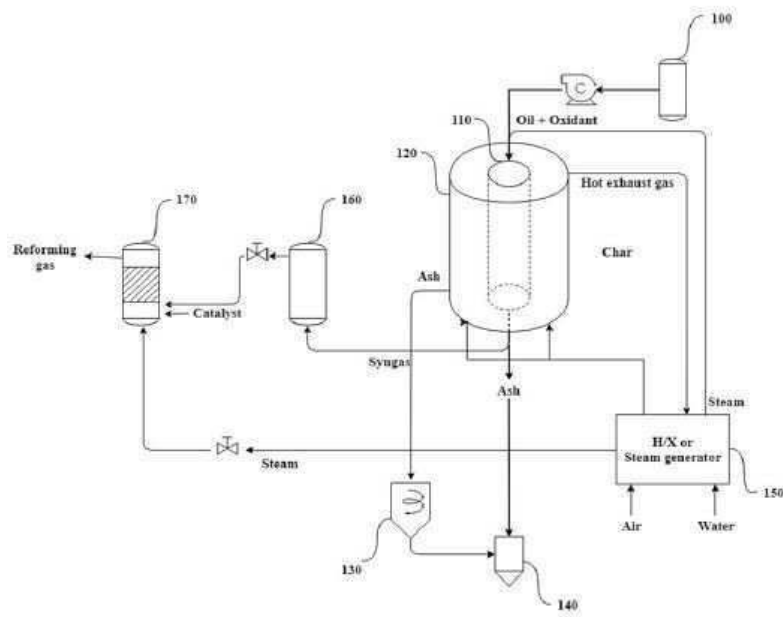 100
C
110
Oil + Oxidant
120
Hot exhaust gas
170
160
Reforming
gas
Char
Ash
Catalyst
Syngas
Ash
Steam
H/X or
Steam generator
Steam
150
Air
Water
130
140